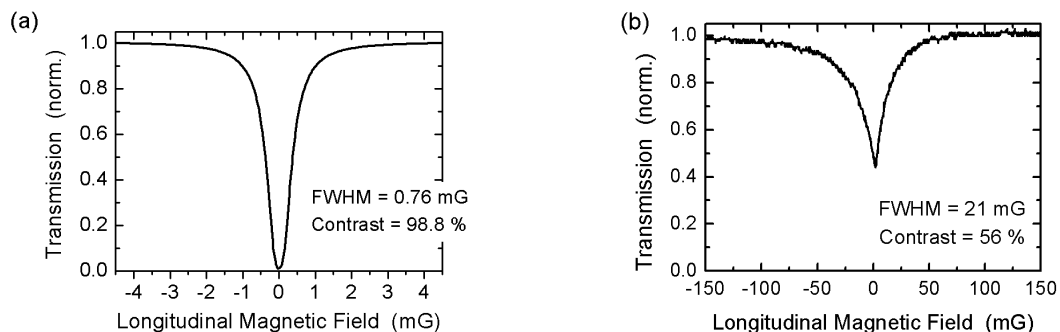 (a)
Transmission (norm.)
1.0
0.8
0.6
0.4
0.2
0.0
FWHM = 0.76 mG
Contrast = 98.8 %
-4 -3 -2 -1 0 1 2 3 4
Longitudinal Magnetic Field (mG)
(b)
Transmission (norm.)
1.0
0.8
0.6
0.4
0.2
0.0
FWHM = 21 mG
Contrast = 56 %
-150 -100 -50 0 50 100 150
Longitudinal Magnetic Field (mG)